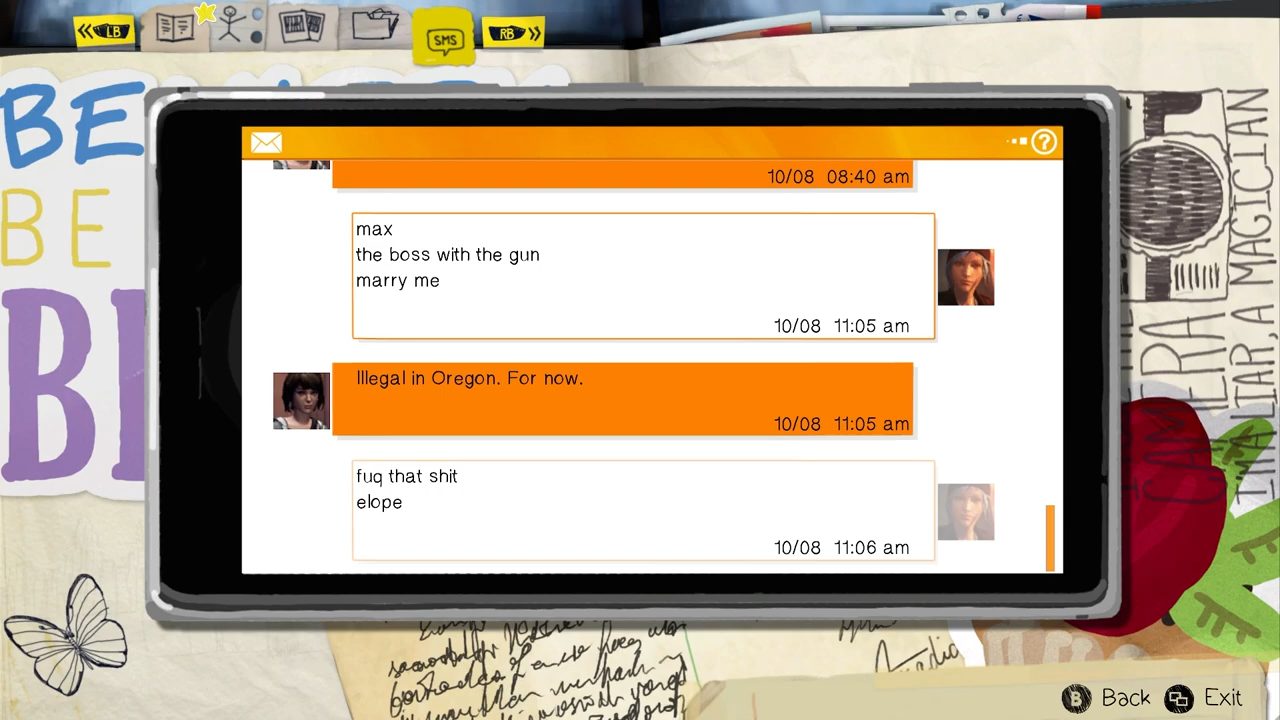 LB
SMS
RB
BE
BE
10/08 08:40 am
max
the boss with the gun
marry me
10/08 11:05 am
Illegal in Oregon. For now.
10/08 11:05 am
fuq that shit
elope
10/08 11:06 am
I'M A LIAR, A MAGICIAN
B Back
Exit